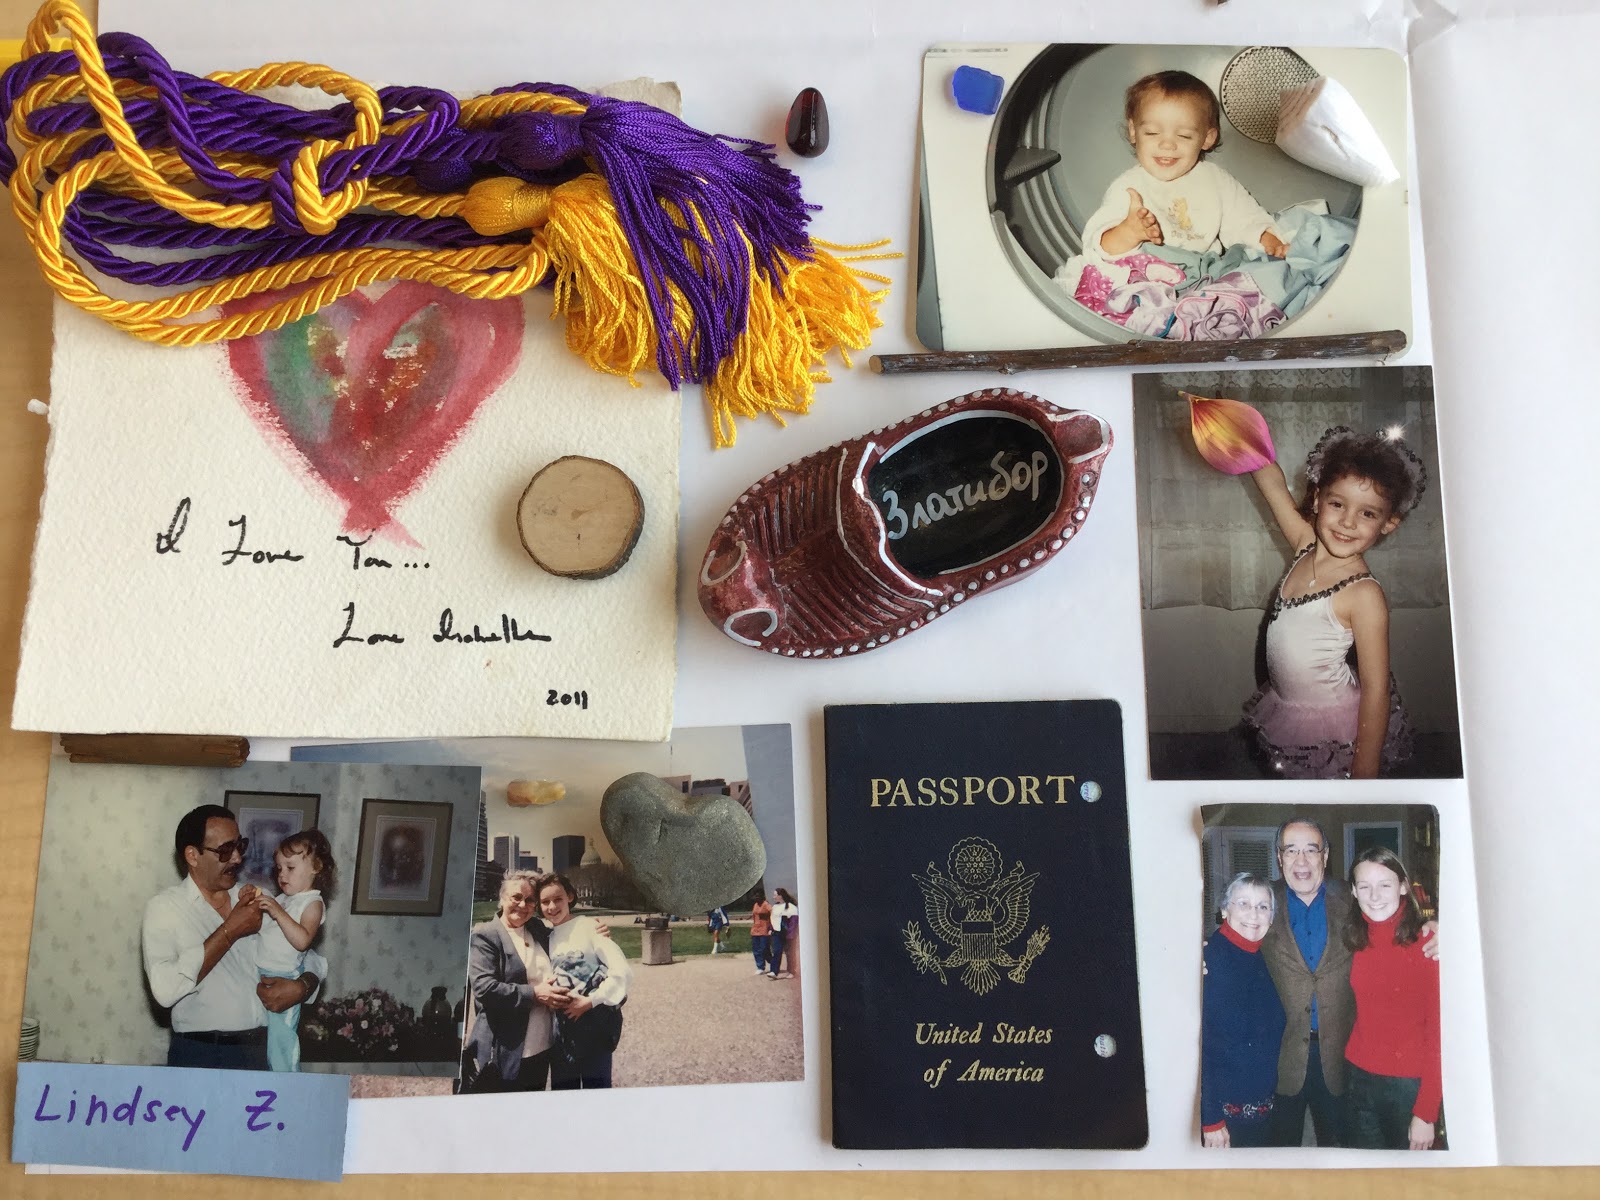 I Love You...
Love Isabella
2011
Златибор
PASSPORT
United States
of America
Lindsey Z.